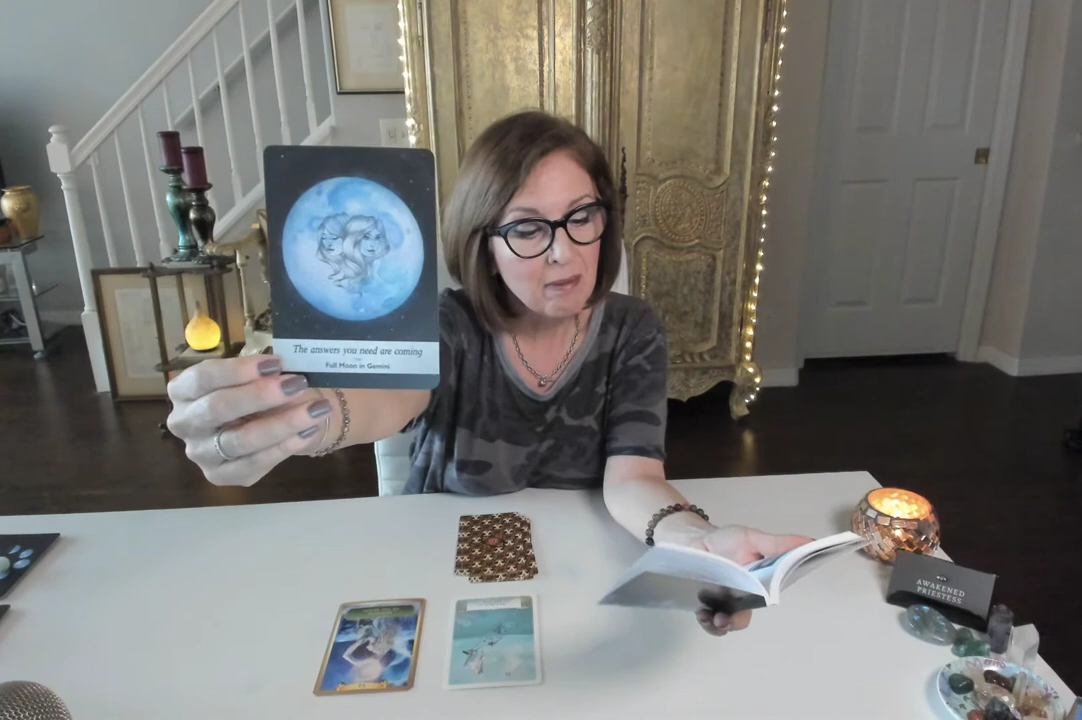 The answers you need are coming
Full Moon in Gemini
AWAKENED
PRIESTESS